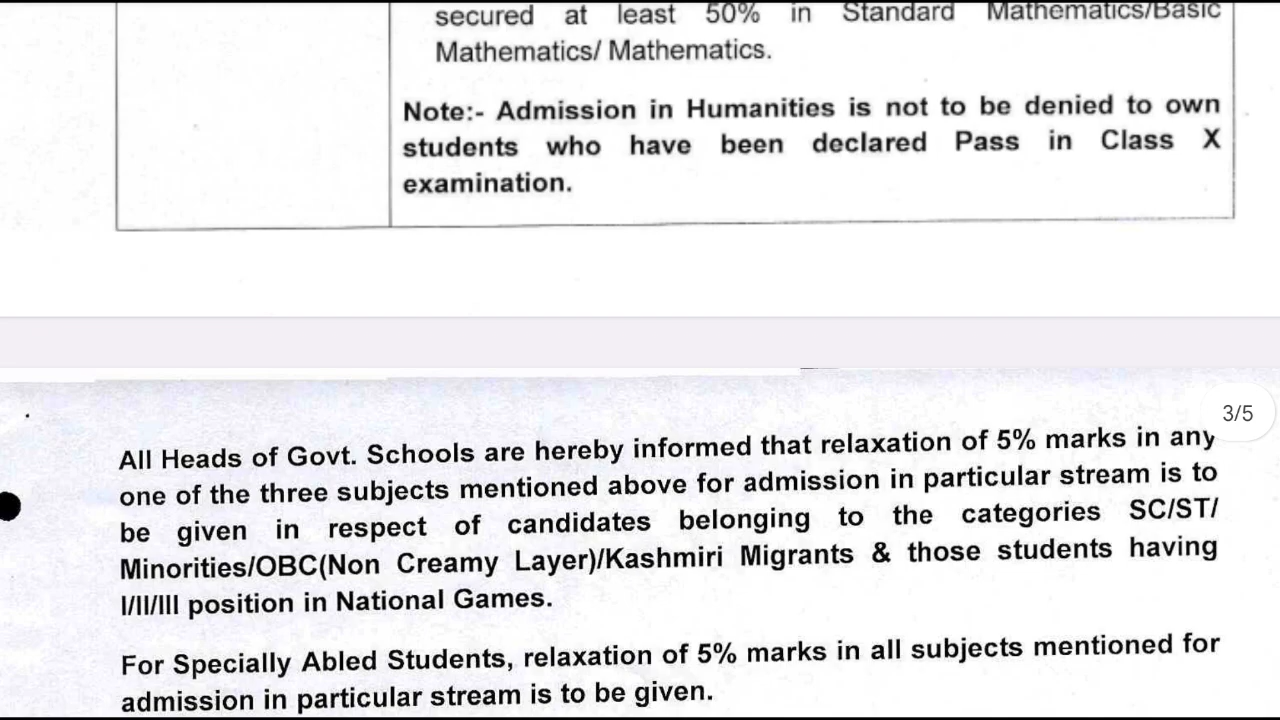 secured at least 50% in Standard Mathematics/Basic
Mathematics/ Mathematics.
Note:- Admission in Humanities is not to be denied to own
students who have been declared Pass in Class X
examination.
3/5
All Heads of Govt. Schools are hereby informed that relaxation of 5% marks in any
one of the three subjects mentioned above for admission in particular stream is to
be given in respect of candidates belonging to the categories SC/ST/
Minorities/OBC(Non Creamy Layer)/Kashmiri Migrants & those students having
I/II/III position in National Games.
For Specially Abled Students, relaxation of 5% marks in all subjects mentioned for
admission in particular stream is to be given.